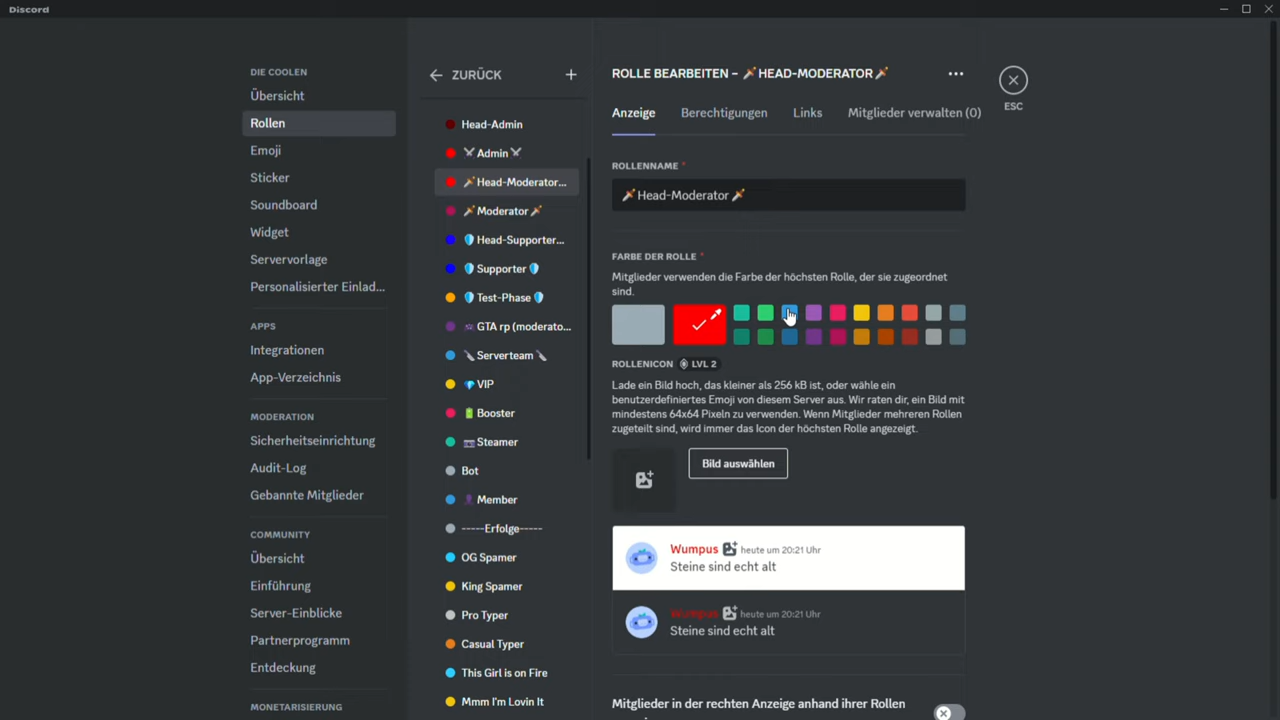 Discord
DIE COOLEN
Übersicht
Rollen
Emoji
Sticker
Soundboard
Widget
Servervorlage
Personalisierter Einlad...
APPS
Integrationen
App-Verzeichnis
MODERATION
Sicherheitseinrichtung
Audit-Log
Gebannte Mitglieder
COMMUNITY
Übersicht
Einführung
Server-Einblicke
Partnerprogramm
Entdeckung
MONETARISIERUNG
ZURÜCK
Head-Admin
Admin
Head-Moderator...
Moderator
Head-Supporter...
Supporter
Test-Phase
GTA rp (moderato...
Serverteam
VIP
Booster
Steamer
Bot
Member
-----Erfolge-----
OG Spamer
King Spamer
Pro Typer
Casual Typer
This Girl is on Fire
Mmm I'm Lovin It
ROLLE BEARBEITEN – HEAD-MODERATOR
ESC
Anzeige Berechtigungen Links Mitglieder verwalten (0)
ROLLENNAME *
Head-Moderator
FARBE DER ROLLE *
Mitglieder verwenden die Farbe der höchsten Rolle, der sie zugeordnet
sind.
ROLLENICON LVL 2
Lade ein Bild hoch, das kleiner als 256 kB ist, oder wähle ein
benutzerdefiniertes Emoji von diesem Server aus. Wir raten dir, ein Bild mit
mindestens 64x64 Pixeln zu verwenden. Wenn Mitglieder mehreren Rollen
zugeteilt sind, wird immer das Icon der höchsten Rolle angezeigt.
Bild auswählen
Wumpus heute um 20:21 Uhr
Steine sind echt alt
Wumpus heute um 20:21 Uhr
Steine sind echt alt
Mitglieder in der rechten Anzeige anhand ihrer Rollen